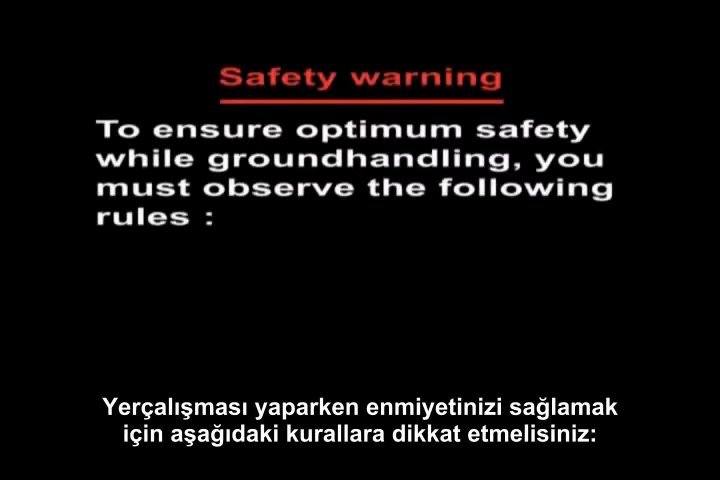 Safety warning
To ensure optimum safety
while groundhandling, you
must observe the following
rules :
Yerçalışması yaparken enmiyetinizi sağlamak
için aşağıdaki kurallara dikkat etmelisiniz: